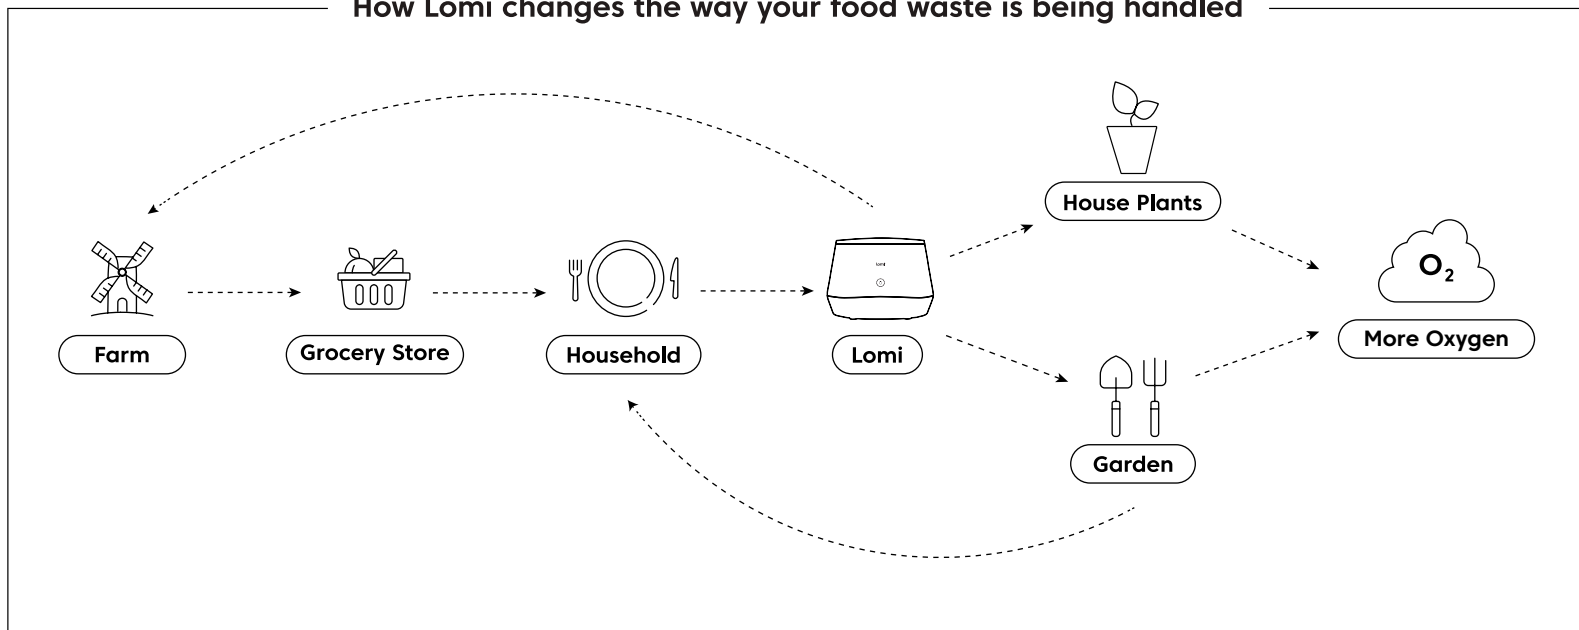 How Lomi changes the way your food waste is being handled
House Plants
O₂
lomi
Farm
Grocery Store
Household
Lomi
More Oxygen
Garden